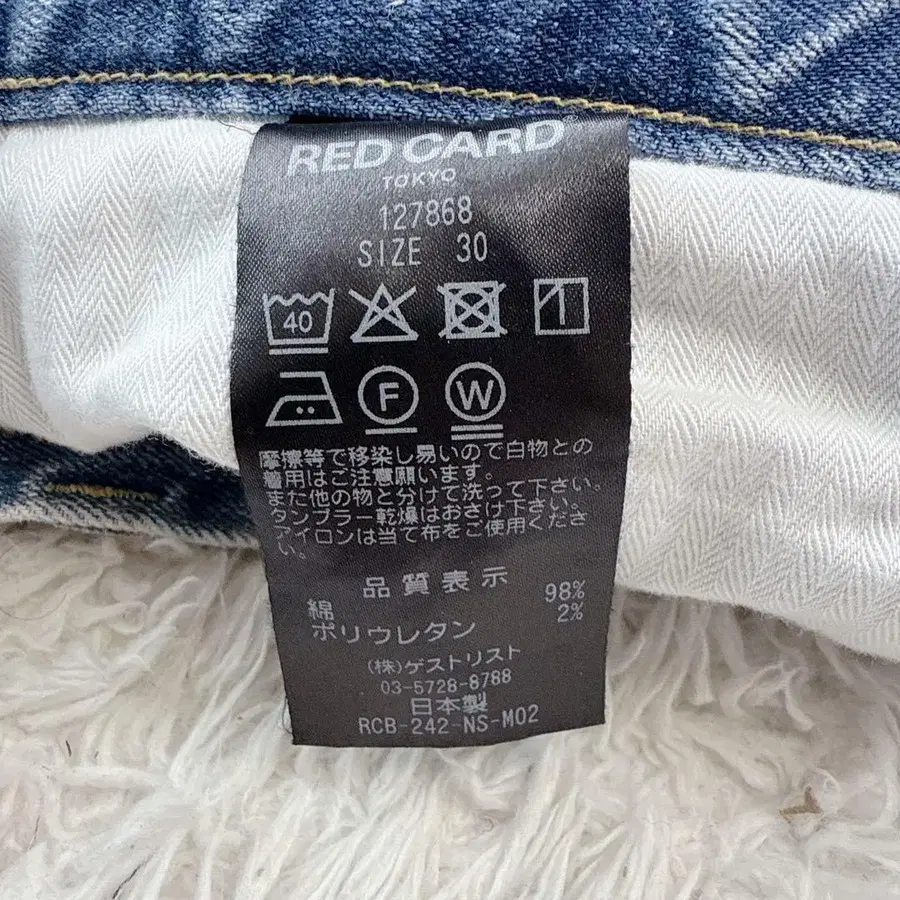 RED CARD®
TOKYO
127868
SIZE 30
40
F W
摩擦等で移染し易いので白物との
着用はご注意願います。
また他の物と分けて洗って下さい。
タンブラー乾燥はおさけ下さい。
アイロンは当て布をご使用くださ
い。
品質表示
綿 98%
ポリウレタン 2%
(株)ゲストリスト
03-5728-8788
日本製
RCB-242-NS-M02